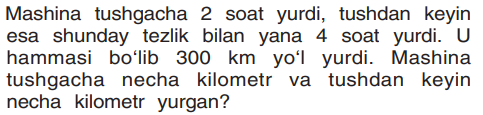 Mashina tushgacha 2 soat yurdi, tushdan keyin
esa shunday tezlik bilan yana 4 soat yurdi. U
hammasi bo‘lib 300 km yo‘l yurdi. Mashina
tushgacha necha kilometr va tushdan keyin
necha kilometr yurgan?